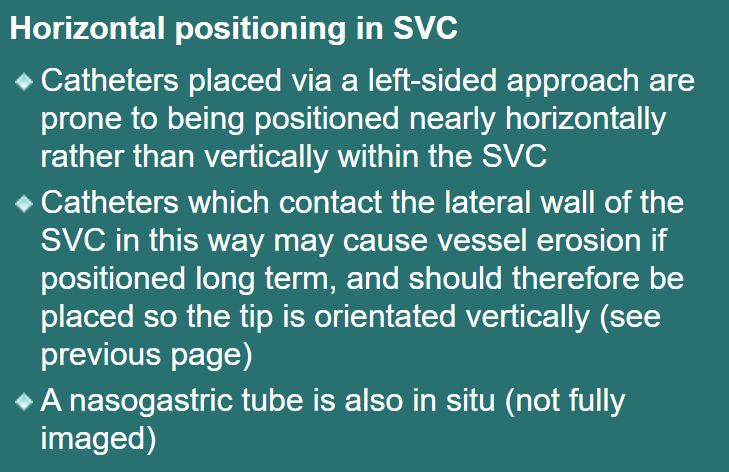 Horizontal positioning in SVC
Catheters placed via a left-sided approach are
prone to being positioned nearly horizontally
rather than vertically within the SVC
Catheters which contact the lateral wall of the
SVC in this way may cause vessel erosion if
positioned long term, and should therefore be
placed so the tip is orientated vertically (see
previous page)
A nasogastric tube is also in situ (not fully
imaged)